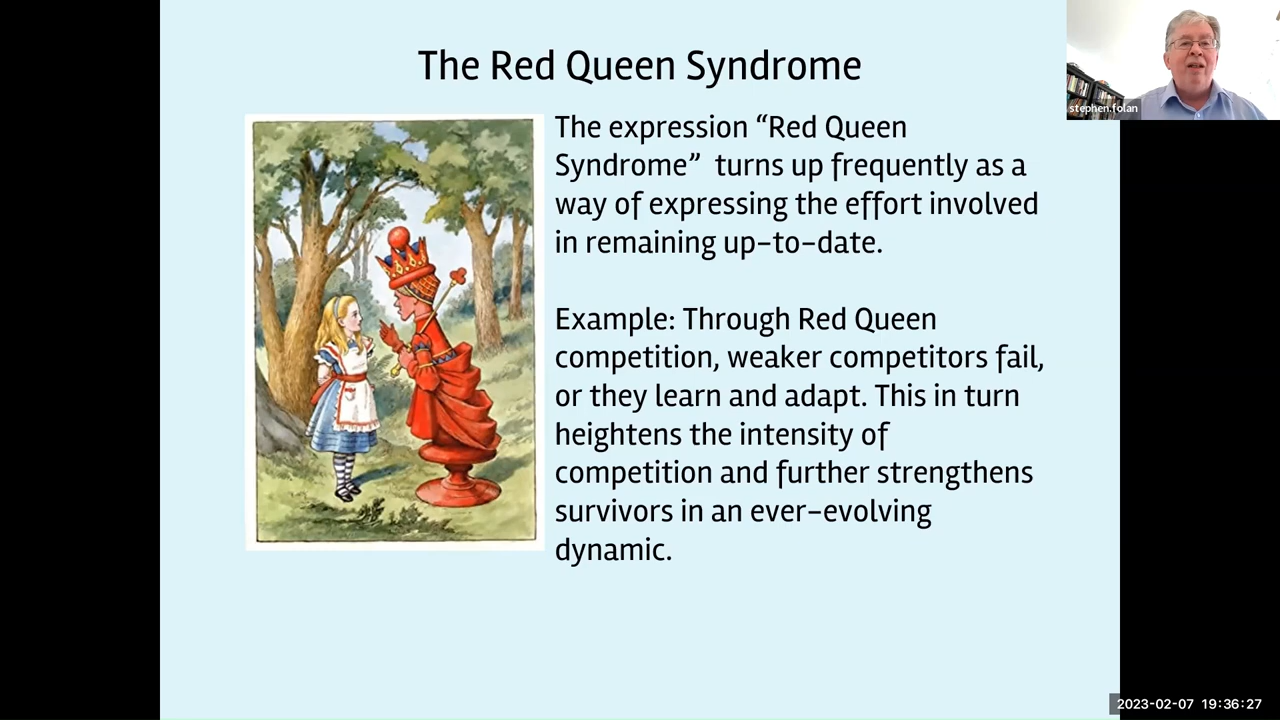 The Red Queen Syndrome
The expression “Red Queen
Syndrome”  turns up frequently as a
way of expressing the effort involved
in remaining up-to-date.
Example: Through Red Queen
competition, weaker competitors fail,
or they learn and adapt. This in turn
heightens the intensity of
competition and further strengthens
survivors in an ever-evolving
dynamic.
stephen.folan
2023-02-07 19:36:27